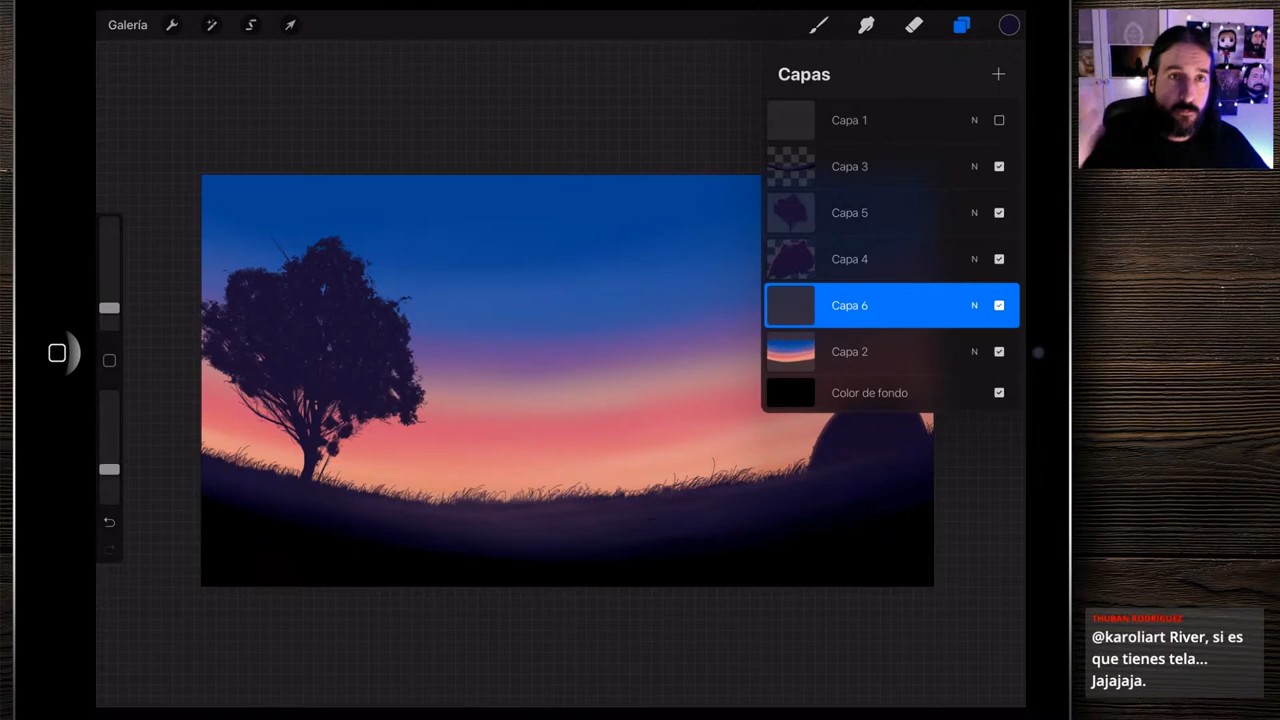 Galería
Capas
Capa 1 N
Capa 3 N
Capa 5 N
Capa 4 N
Capa 6 N
Capa 2 N
Color de fondo
THUBAN RODRÍGUEZ
@karoliart River, si es
que tienes tela...
Jajajaja.